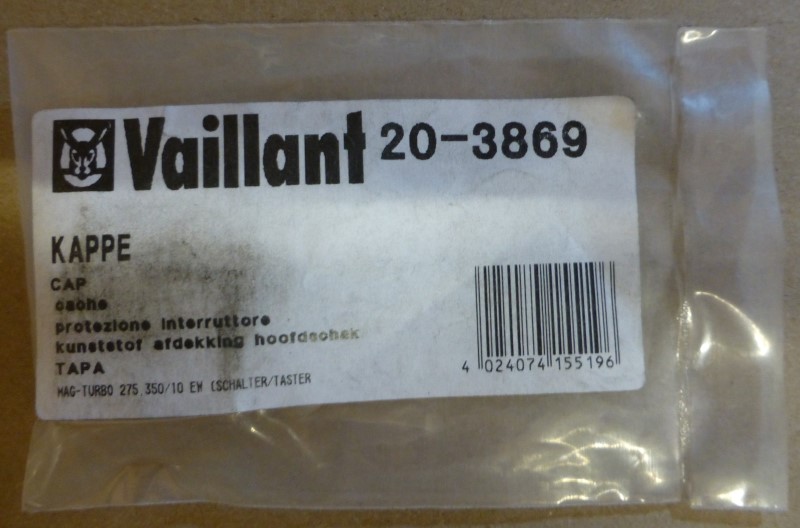 Vaillant 20-3869
KAPPE
CAP
cache
protezione interruttore
kunststof afdekking hoofdschak
TAPA
MAG-TURBO 275 350/10 EW (SCHALTER/TASTER
4 024074 155196